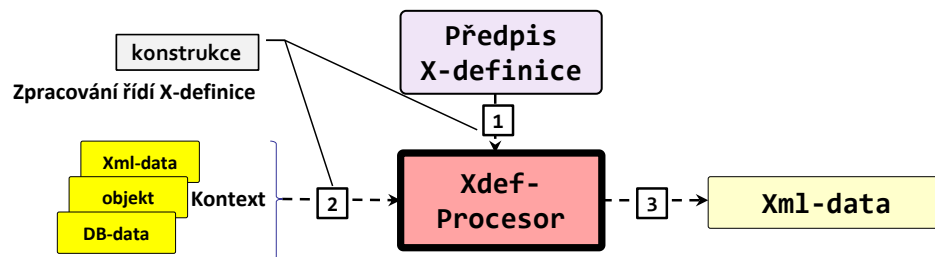 Předpis
X-definice
konstrukce
Zpracování řídí X-definice
1
Xml-data
objekt
DB-data
Kontext
2
Xdef-
Procesor
3
Xml-data